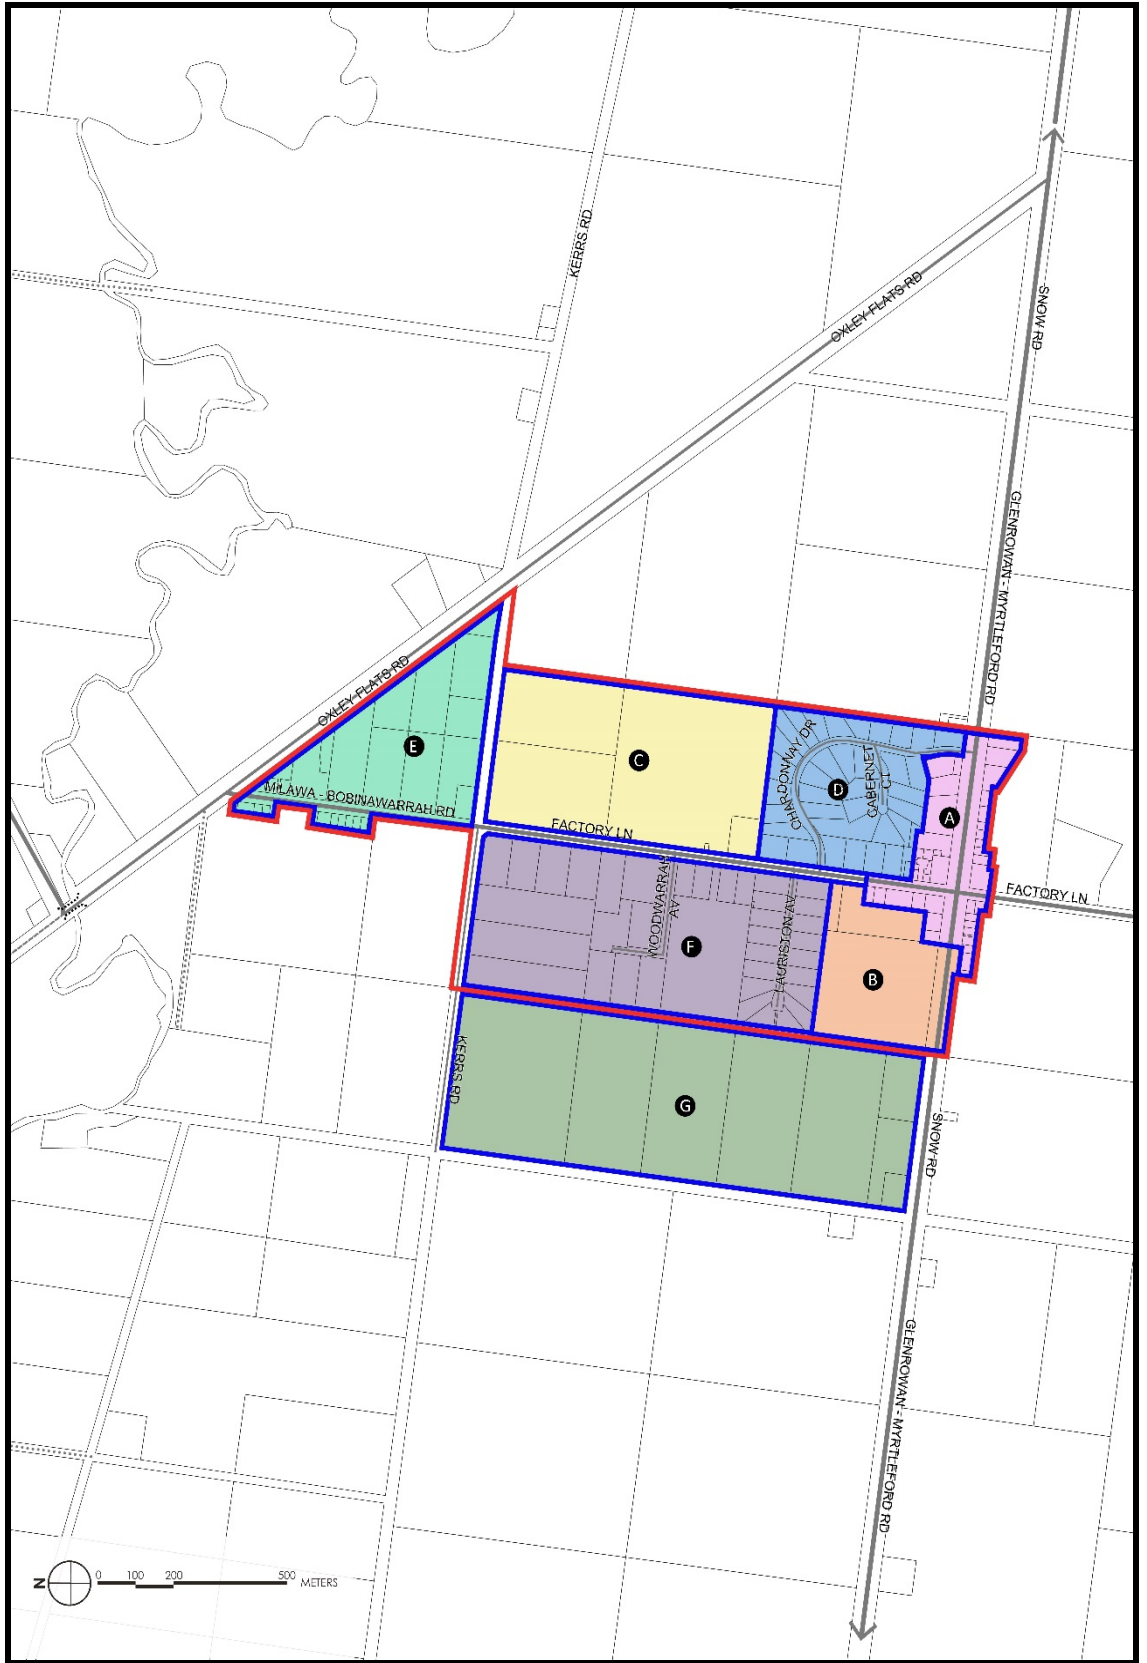 KERRS RD
OXLEY FLATS RD
SNOW RD
GLENROWAN - MYRTLEFORD RD
OXLEY FLATS RD
E
C
CHARDONNAY DR
D
CABERNET
CT
A
MILAWA - BOBINAWARRAH RD
FACTORY LN
FACTORY LN
WOODWARRAH
AV
F
LAURISTON AV
B
KERRS RD
G
SNOW RD
GLENROWAN - MYRTLEFORD RD
N
0 100 200 500 METERS